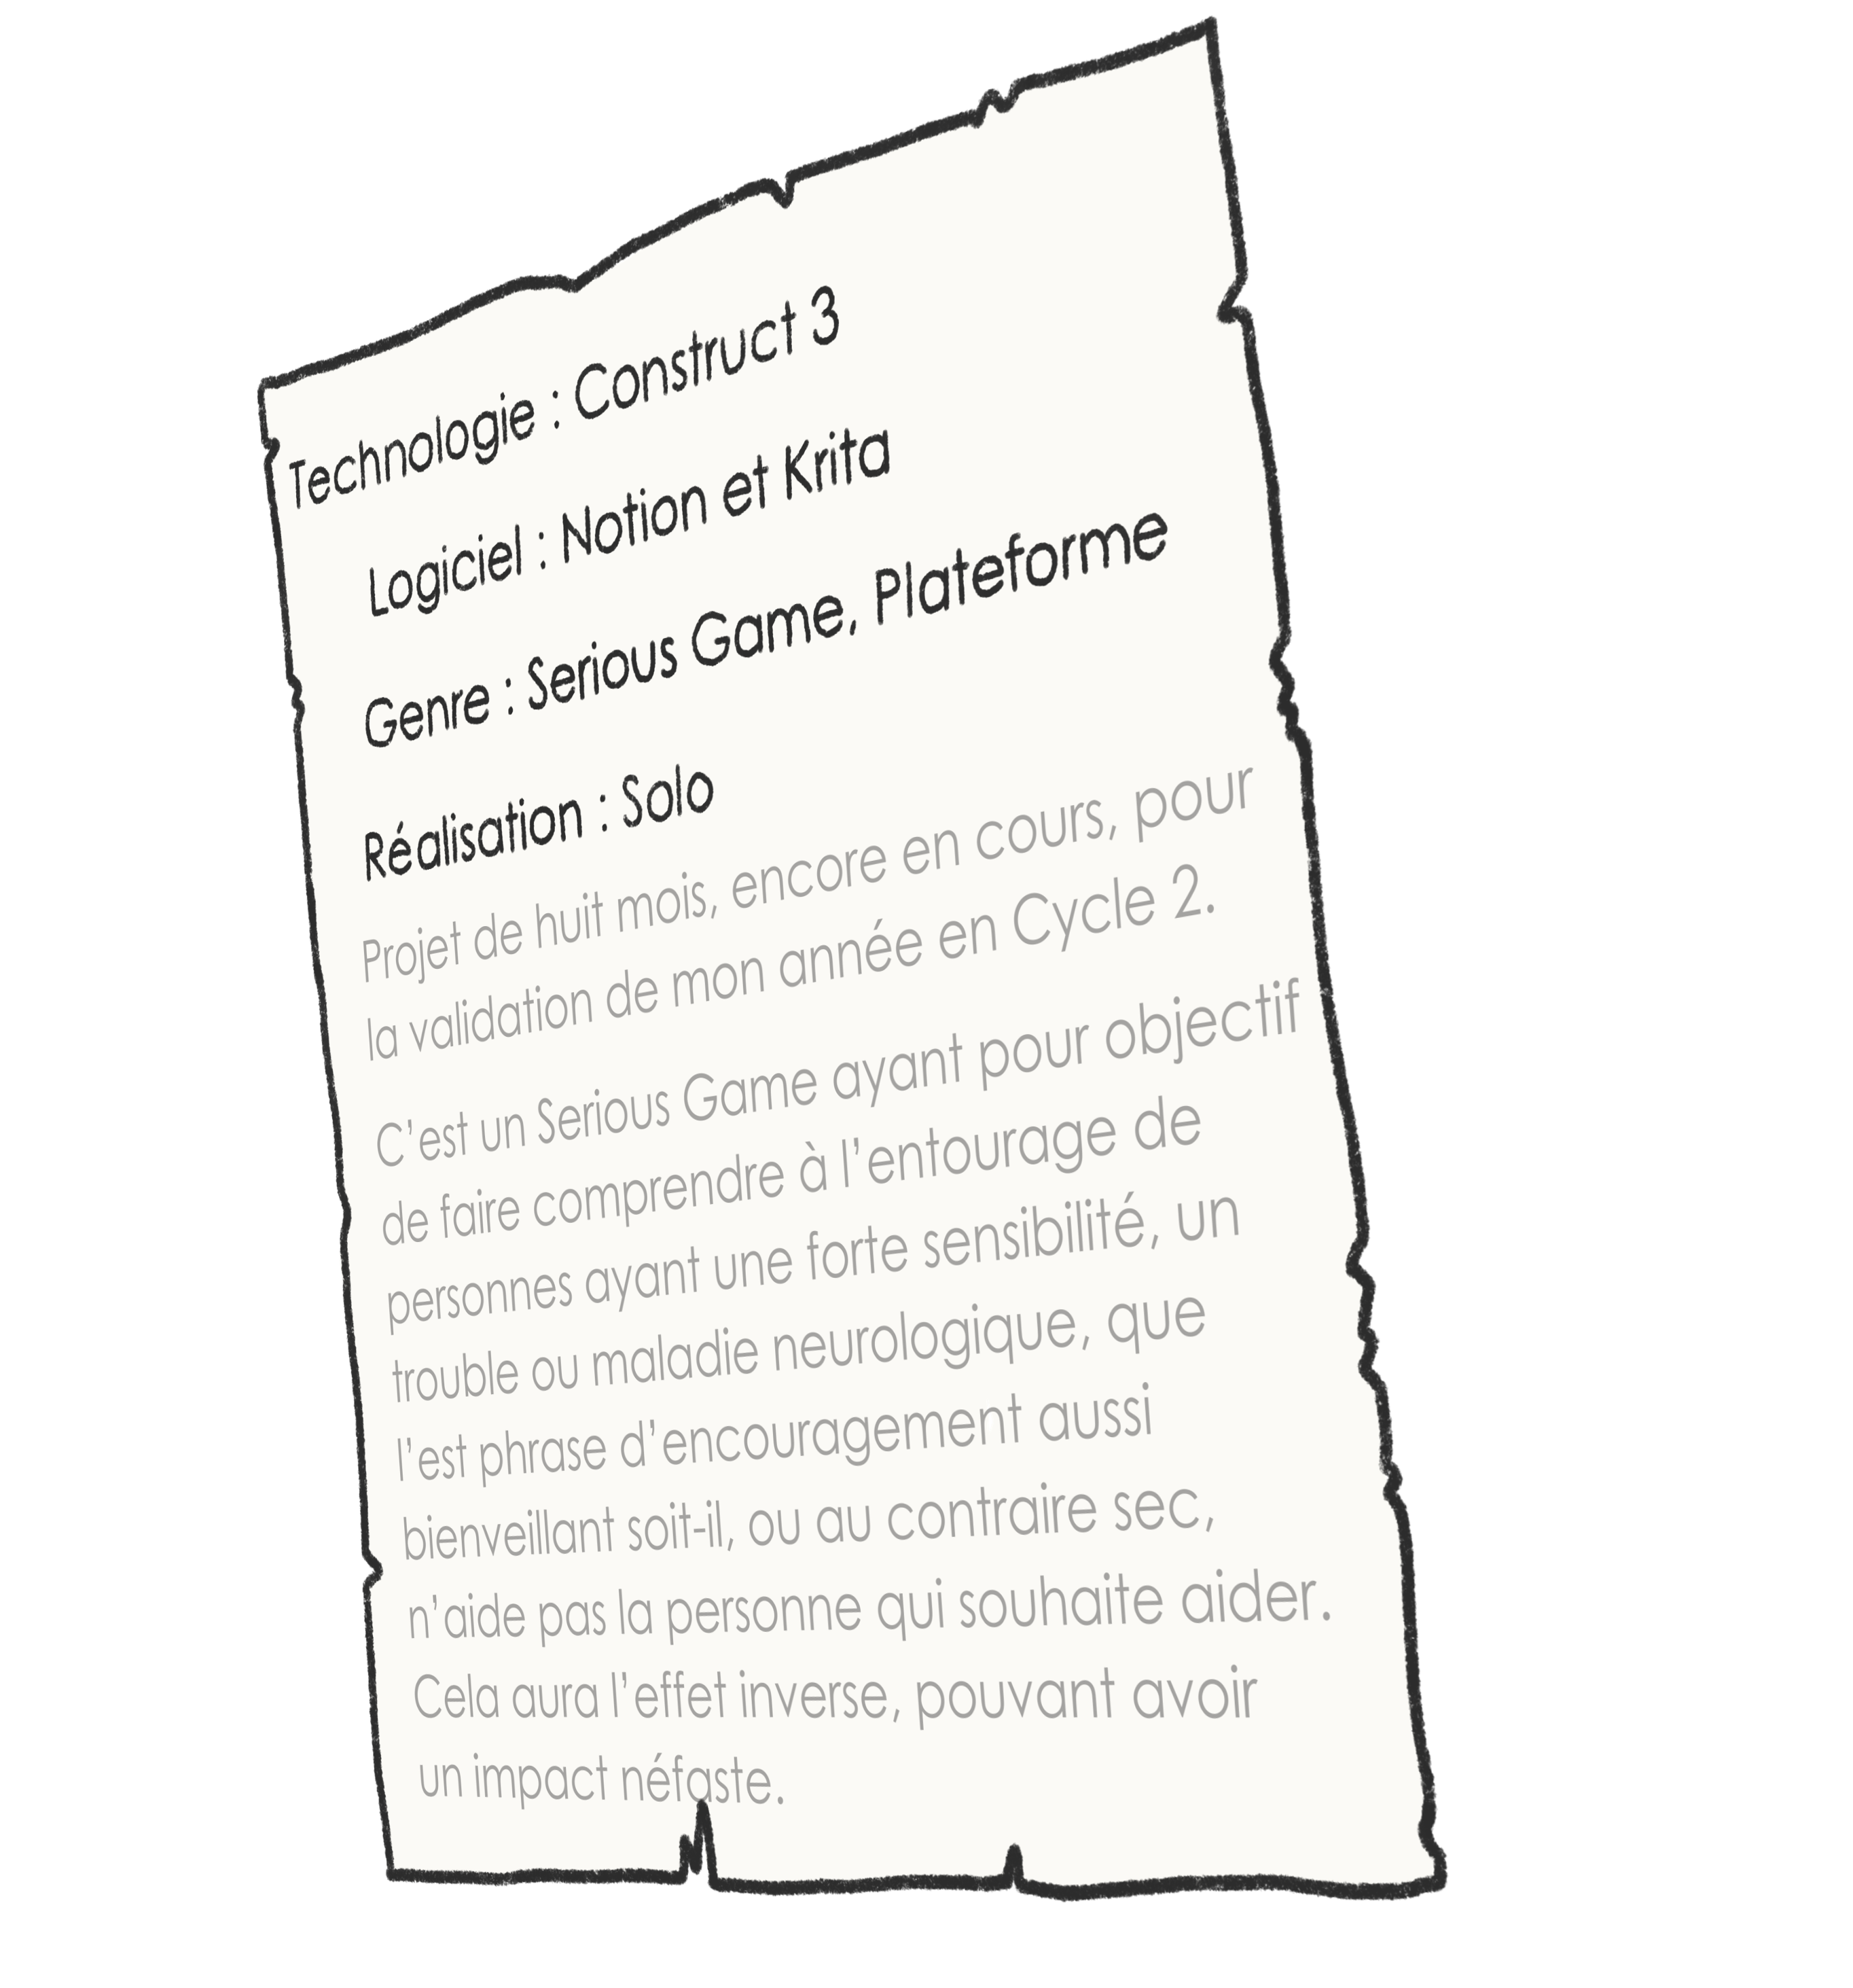 Technologie : Construct 3
Logiciel : Notion et Krita
Genre : Serious Game, Plateforme
Réalisation : Solo
Projet de huit mois, encore en cours, pour
la validation de mon année en Cycle 2.
C'est un Serious Game ayant pour objectif
de faire comprendre à l'entourage de
personnes ayant une forte sensibilité, un
trouble ou maladie neurologique, que
l'est phrase d'encouragement aussi
bienveillant soit-il, ou au contraire sec,
n'aide pas la personne qui souhaite aider.
Cela aura l'effet inverse, pouvant avoir
un impact néfaste.